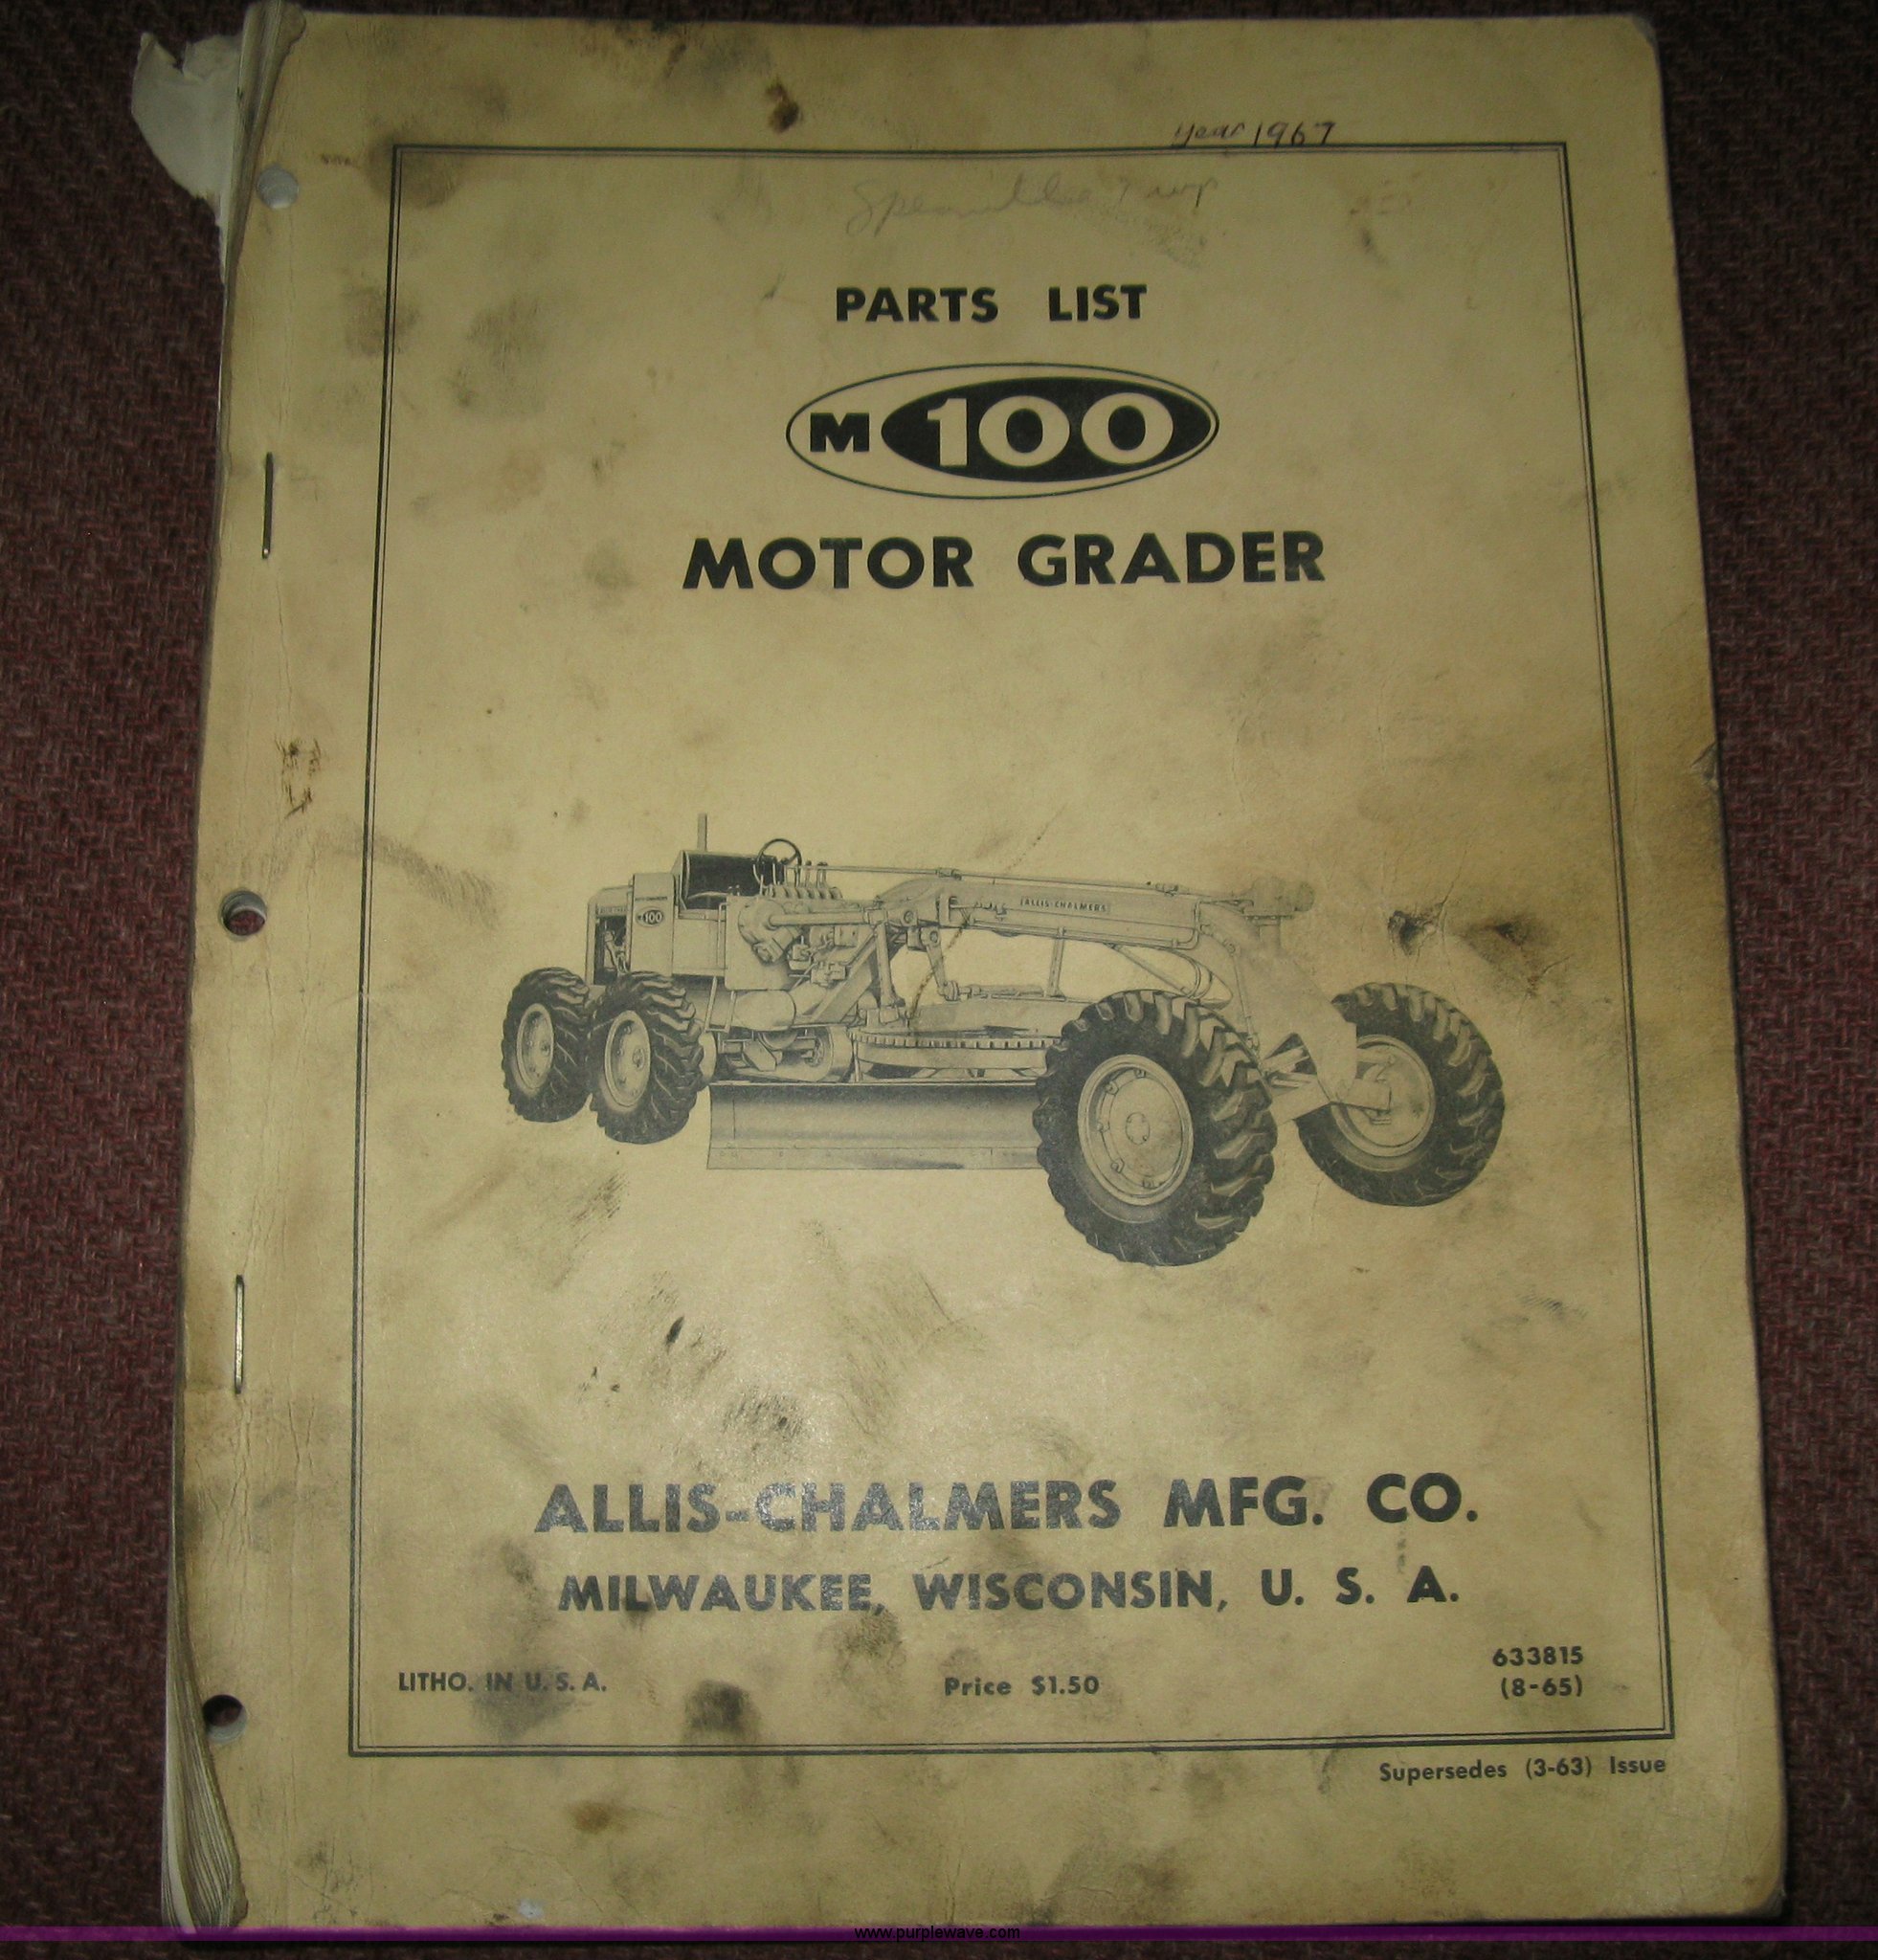 year 1967
PARTS LIST
M 100
MOTOR GRADER
100
ALLIS-CHALMERS
ALLIS-CHALMERS MFG. CO.
MILWAUKEE, WISCONSIN, U. S. A.
633815
LITHO. IN U. S. A. Price $1.50 (8-65)
Supersedes (3-63) Issue
www.purplewave.com